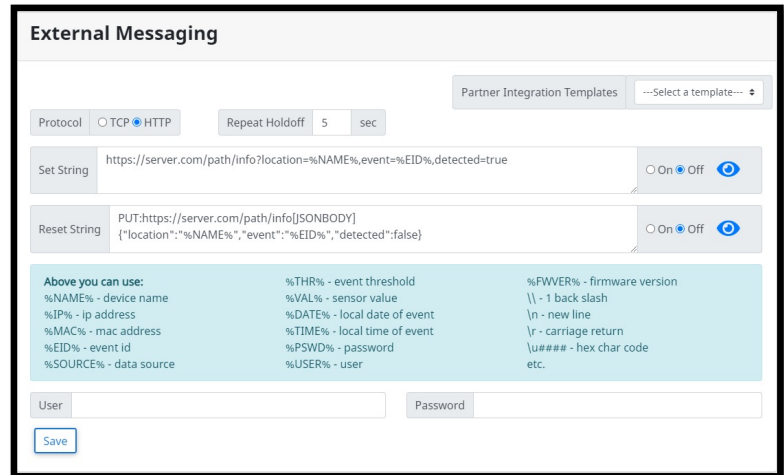 External Messaging
Partner Integration Templates ---Select a template---
Protocol TCP HTTP Repeat Holdoff 5 sec
Set String https://server.com/path/info?location=%NAME%,event=%EID%,detected=true On Off
Reset String PUT:https://server.com/path/info[JSONBODY]
{"location":"%NAME%","event":"%EID%","detected":false} On Off
Above you can use:
%NAME% - device name
%IP% - ip address
%MAC% - mac address
%EID% - event id
%SOURCE% - data source
%THR% - event threshold
%VAL% - sensor value
%DATE% - local date of event
%TIME% - local time of event
%PSWD% - password
%USER% - user
%FWVER% - firmware version
\\ - 1 back slash
\n - new line
\r - carriage return
\u#### - hex char code
etc.
User Password
Save